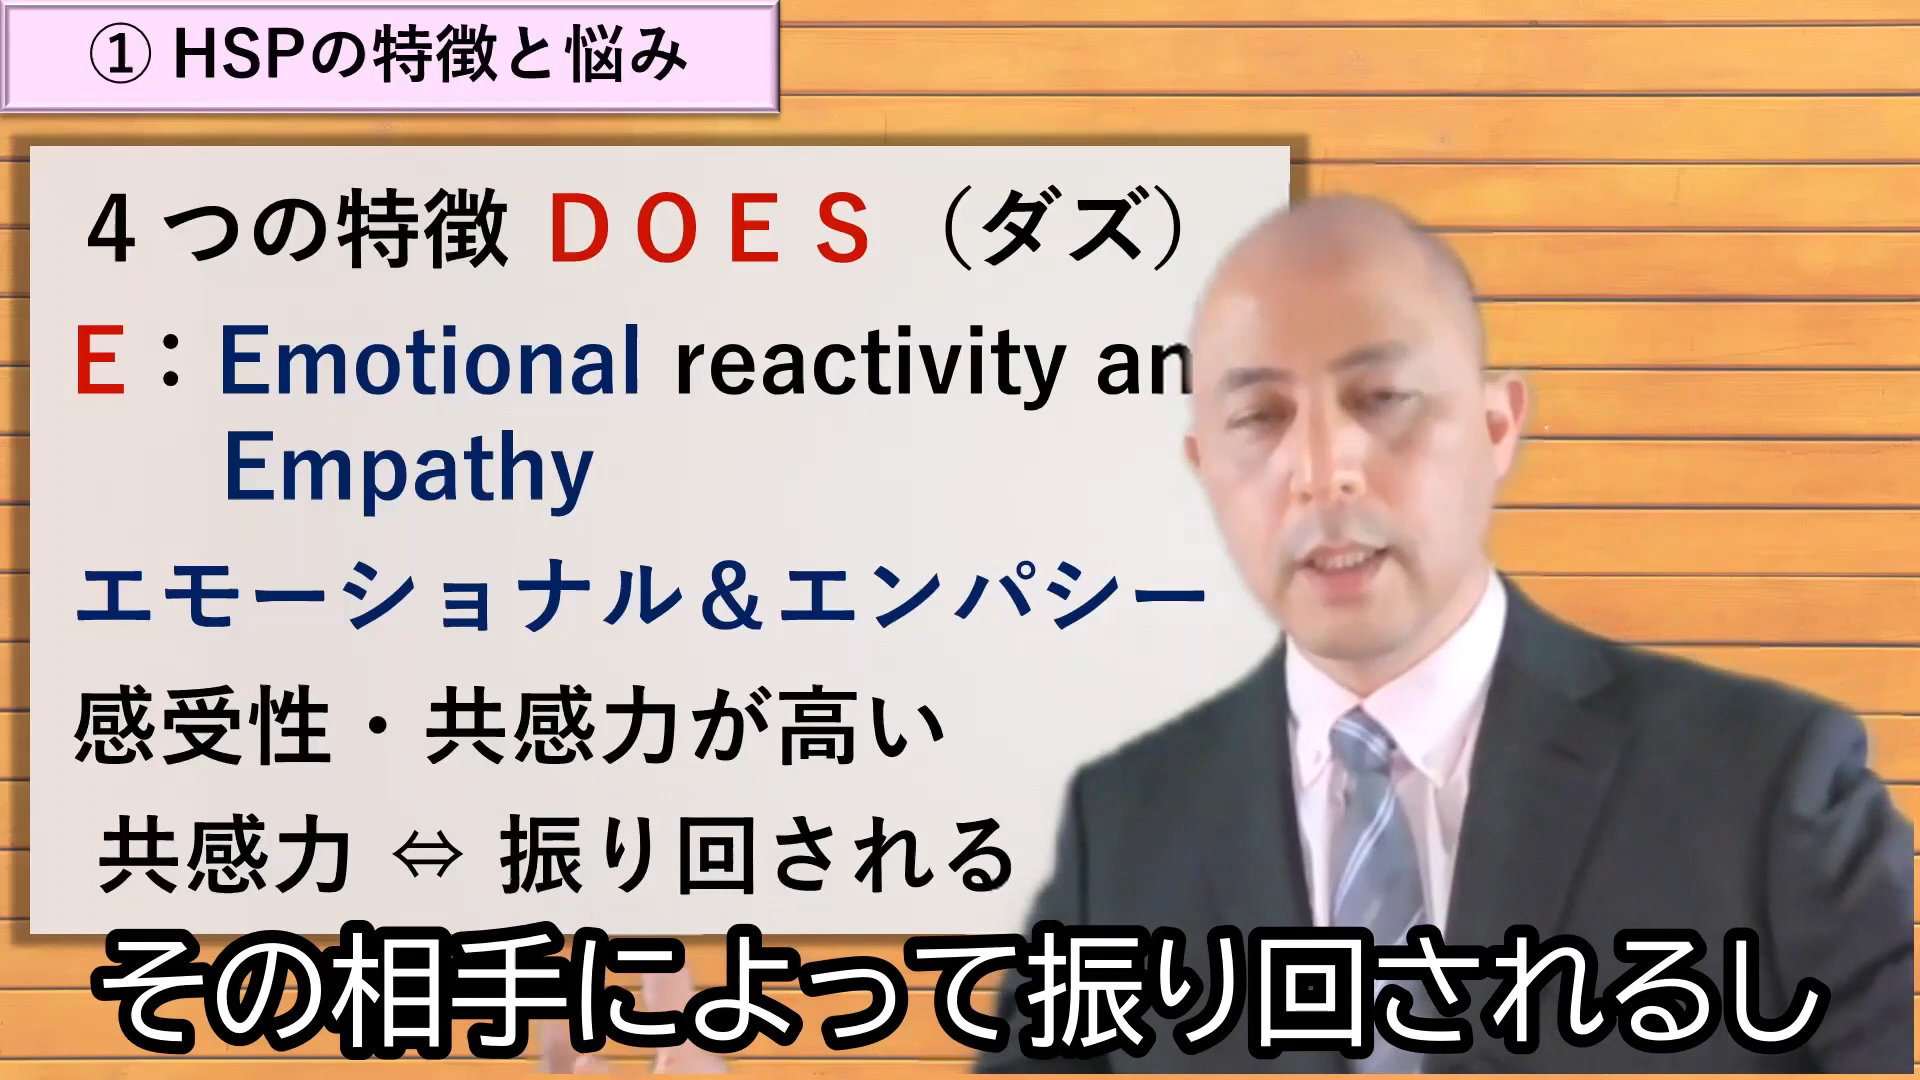 ① HSPの特徴と悩み
４つの特徴 ＤＯＥＳ（ダズ）
E：Emotional reactivity an
Empathy
エモーショナル＆エンパシー
感受性・共感力が高い
共感力 ⇔ 振り回される
その相手によって振り回されるし